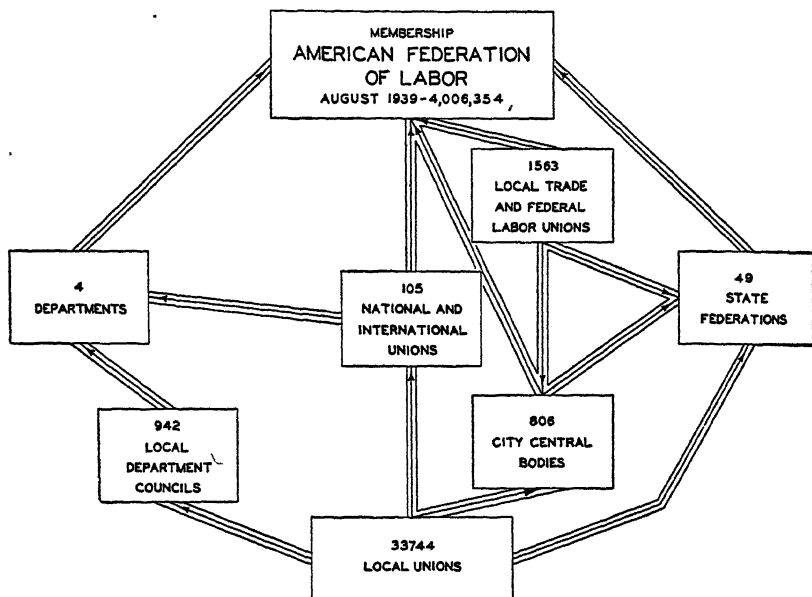 MEMBERSHIP
AMERICAN FEDERATION
OF LABOR
AUGUST 1939-4,006,354
1563
LOCAL TRADE
AND FEDERAL
LABOR UNIONS
4
DEPARTMENTS
105
NATIONAL AND
INTERNATIONAL
UNIONS
49
STATE
FEDERATIONS
942
LOCAL
DEPARTMENT
COUNCILS
806
CITY CENTRAL
BODIES
33744
LOCAL UNIONS